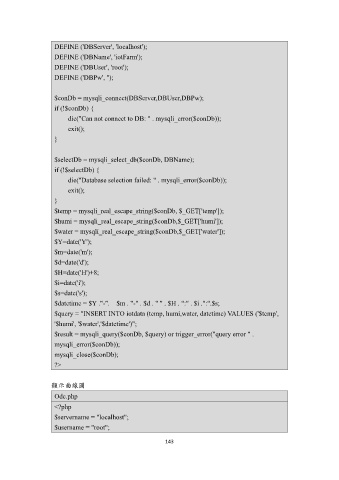 DEFINE ('DBServer', 'localhost');
DEFINE ('DBName', 'iotFarm');
DEFINE ('DBUser', 'root');
DEFINE ('DBPw', '');
$conDb = mysqli_connect(DBServer,DBUser,DBPw);
if (!$conDb) {
die("Can not connect to DB: " . mysqli_error($conDb));
exit();
}
$selectDb = mysqli_select_db($conDb, DBName);
if (!$selectDb) {
die("Database selection failed: " . mysqli_error($conDb));
exit();
}
$temp = mysqli_real_escape_string($conDb, $_GET['temp']);
$humi = mysqli_real_escape_string($conDb,$_GET['humi']);
$water = mysqli_real_escape_string($conDb,$_GET['water']);
$Y=date('Y');
$m=date('m');
$d=date('d');
$H=date('H')+8;
$i=date('i');
$s=date('s');
$datetime = $Y ."-". $m . "-" . $d . " " . $H . ":" . $i .":".$s;
$query = "INSERT INTO iotdata (temp, humi,water, datetime) VALUES ('$temp',
'$humi', '$water','$datetime')";
$result = mysqli_query($conDb, $query) or trigger_error("query error " .
mysqli_error($conDb));
mysqli_close($conDb);
?>
顯示曲線圖
Odc.php
<?php
$servername = "localhost";
$username = "root";
143